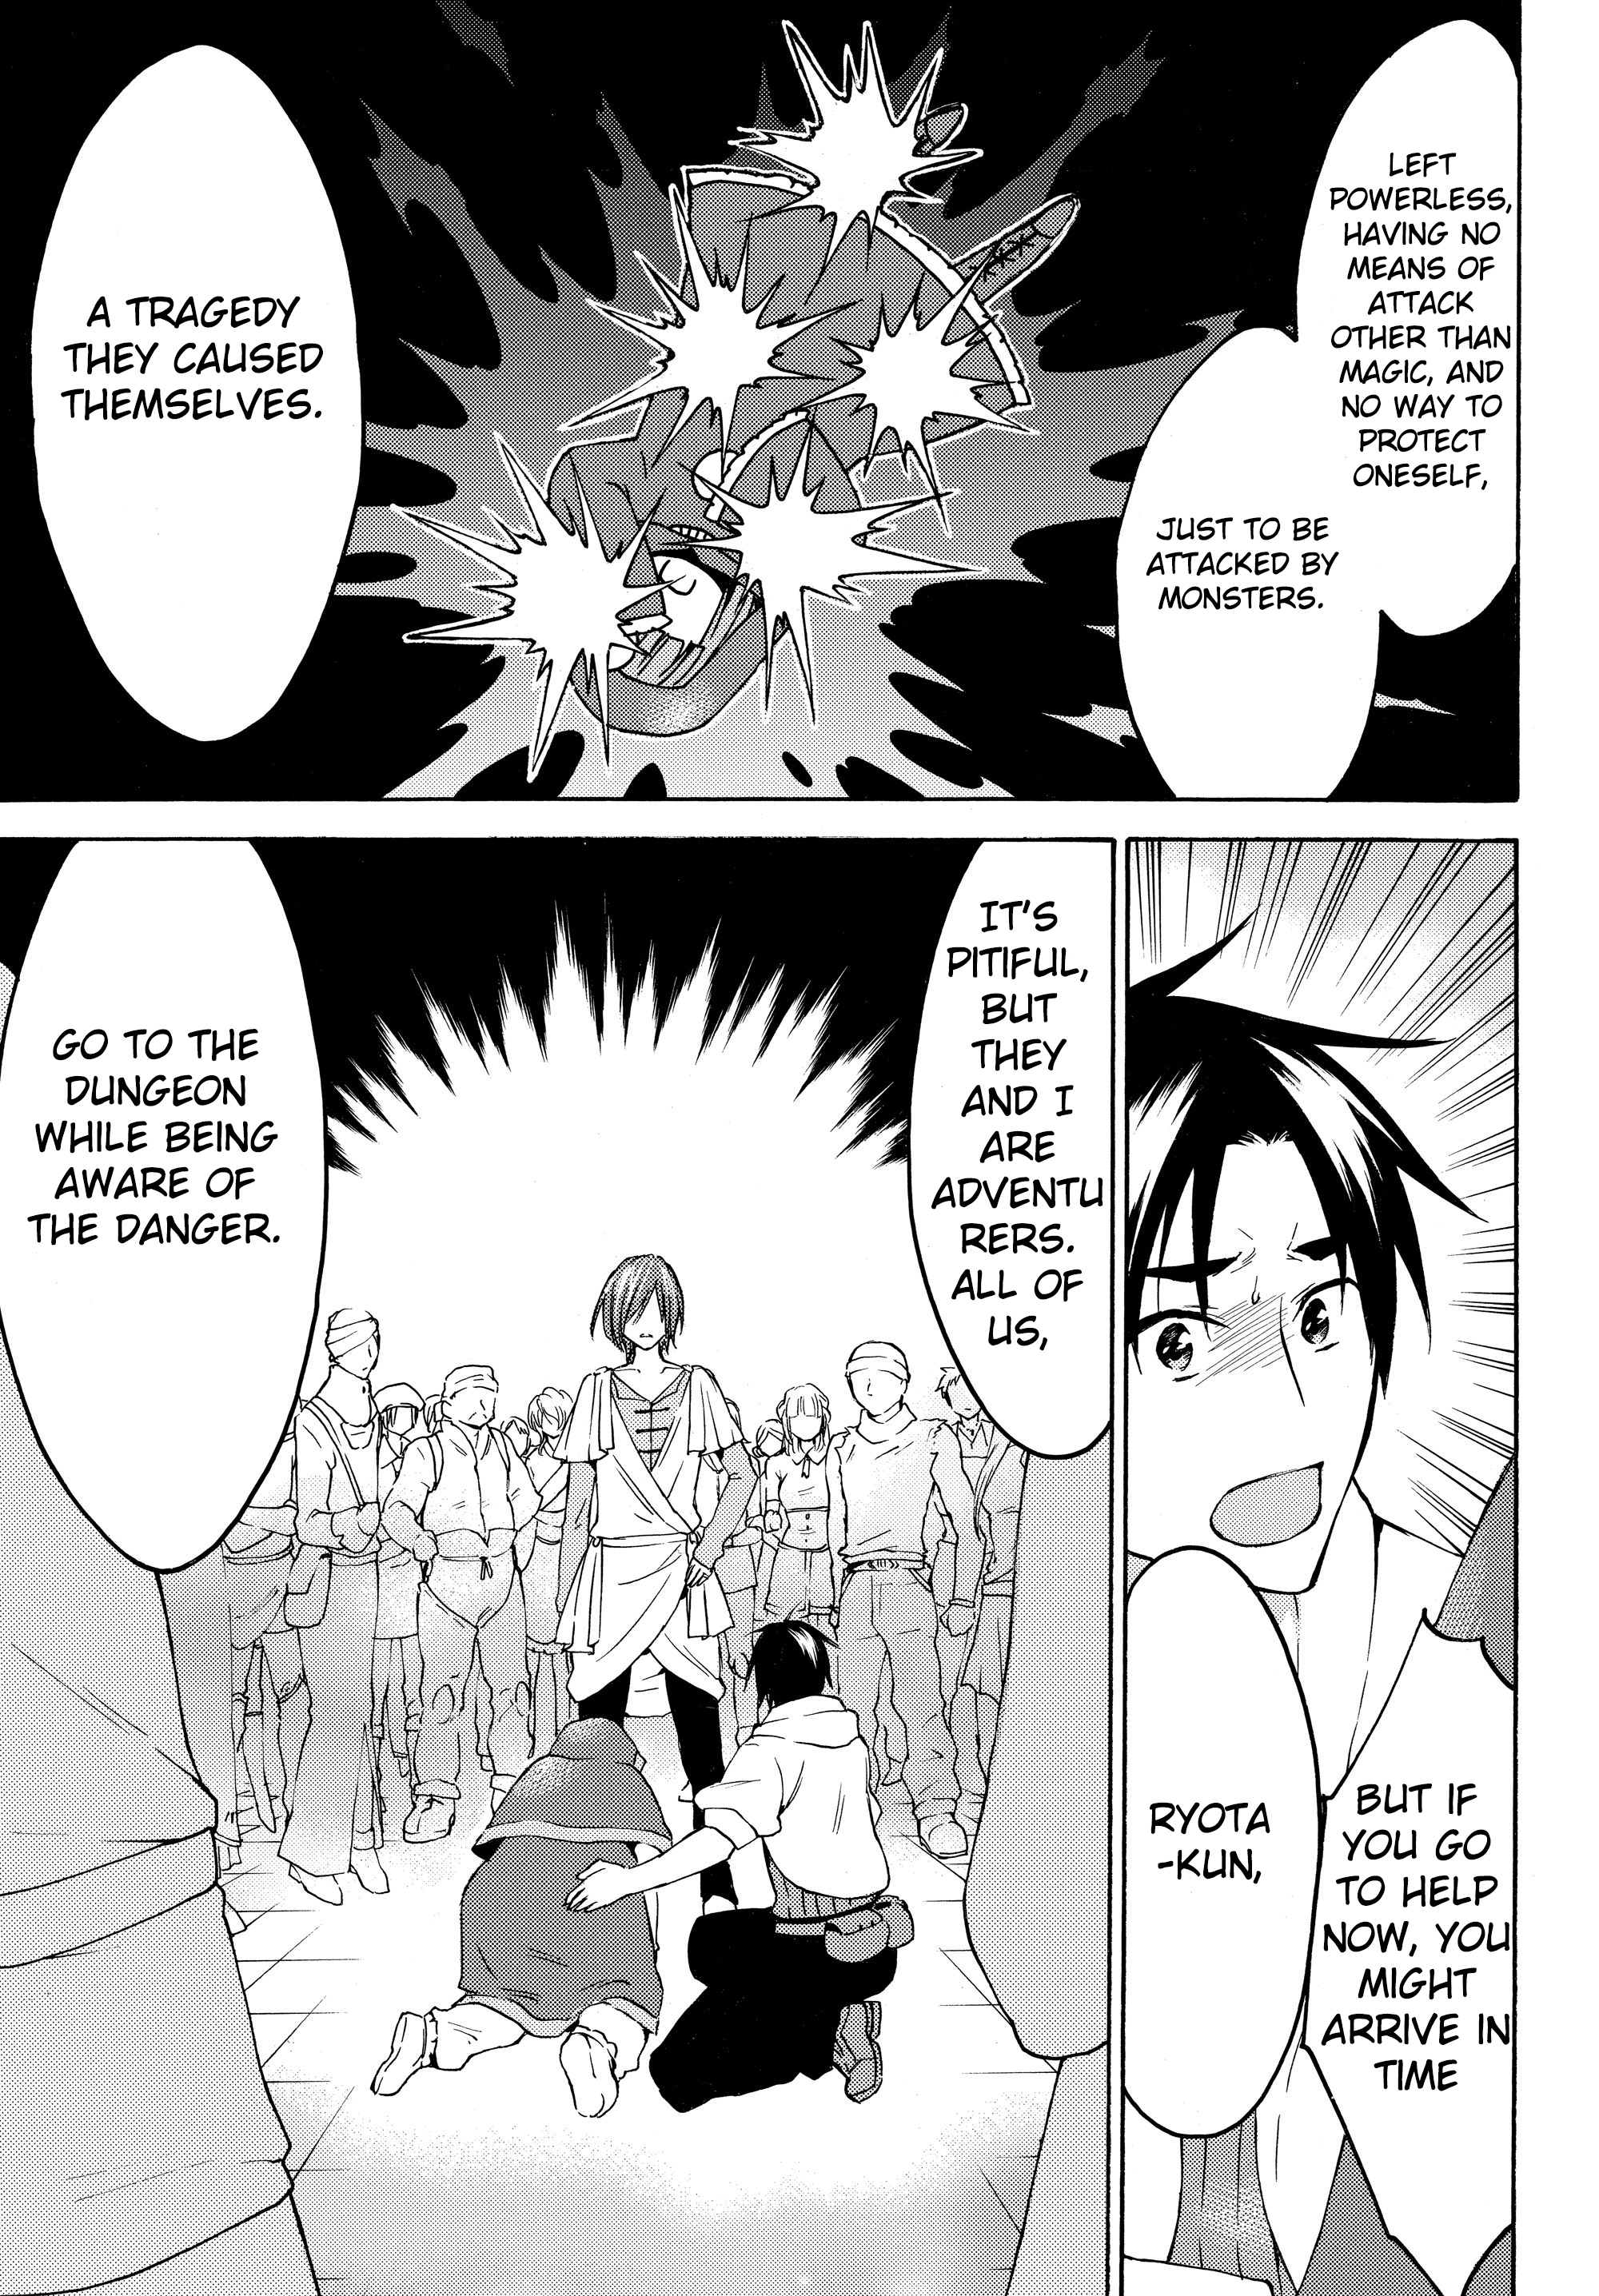 LEFT
POWERLESS,
HAVING NO
MEANS OF
ATTACK
OTHER THAN
MAGIC, AND
NO WAY TO
PROTECT
ONESELF,
JUST TO BE
ATTACKED BY
MONSTERS.
A TRAGEDY
THEY CAUSED
THEMSELVES.
BUT IF
YOU GO
TO HELP
NOW, YOU
MIGHT
ARRIVE IN
TIME
RYOTA
-KUN,
IT'S
PITIFUL,
BUT
THEY
AND I
ARE
ADVENTU
RERS.
ALL OF
US,
GO TO THE
DUNGEON
WHILE BEING
AWARE OF
THE DANGER.